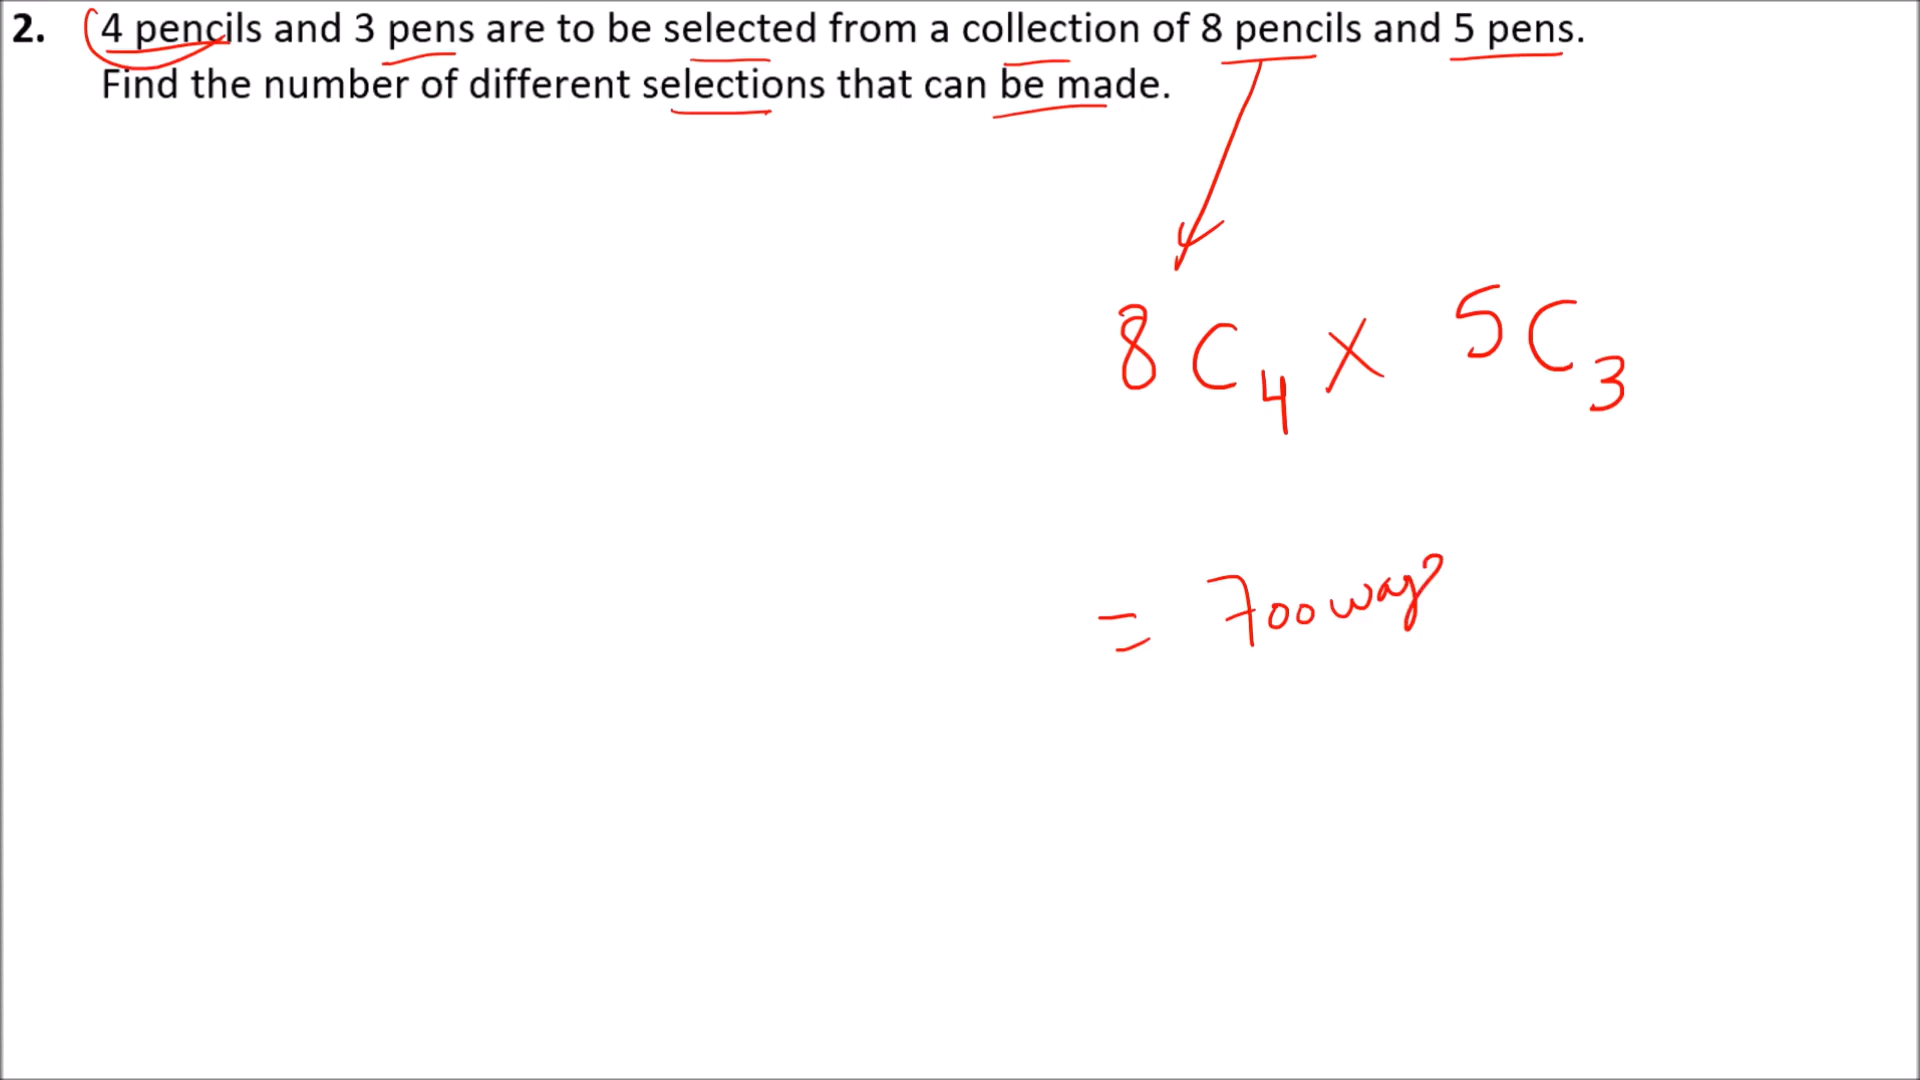 2. 4 pencils and 3 pens are to be selected from a collection of 8 pencils and 5 pens.
Find the number of different selections that can be made.
8C4 × 5C3
= 700 ways